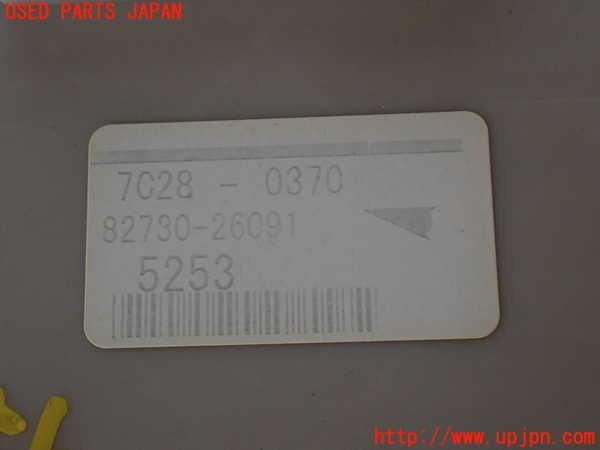 USED PARTS JAPAN
7C28 - 0370
82730-26091
5253
http://www.upjpn.com/